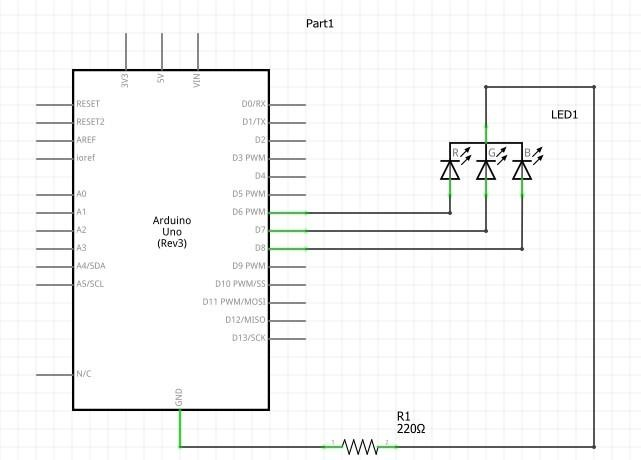 Part1
3V3
5V
VIN
RESET
RESET2
AREF
ioref
A0
A1
A2
A3
A4/SDA
A5/SCL
N/C
Arduino
Uno
(Rev3)
D0/RX
D1/TX
D2
D3 PWM
D4
D5 PWM
D6 PWM
D7
D8
D9 PWM
D10 PWM/SS
D11 PWM/MOSI
D12/MISO
D13/SCK
GND
LED1
R
G
B
R1
220Ω
1
2